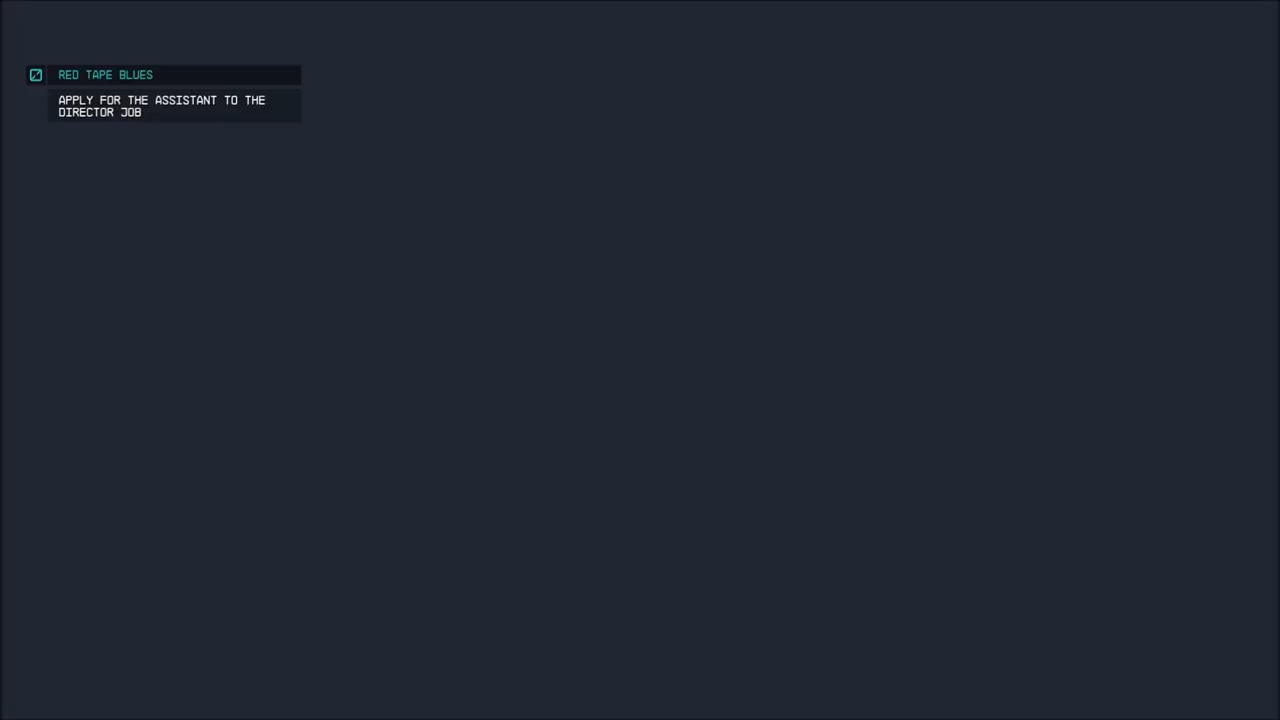 RED TAPE BLUES
APPLY FOR THE ASSISTANT TO THE
DIRECTOR JOB